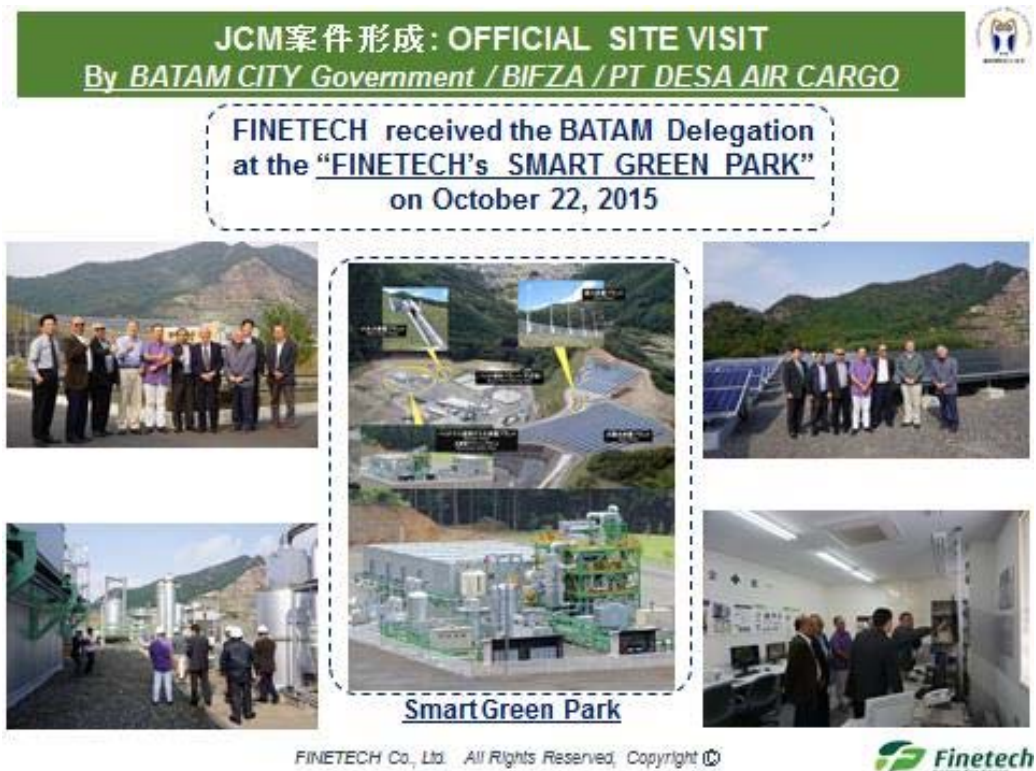 JCM案件形成: OFFICIAL SITE VISIT
By BATAM CITY Government / BIFZA / PT DESA AIR CARGO
FINETECH received the BATAM Delegation
at the “FINETECH's SMART GREEN PARK”
on October 22, 2015
Smart Green Park
FINETECH Co., Ltd. All Rights Reserved, Copyright ©
Finetech